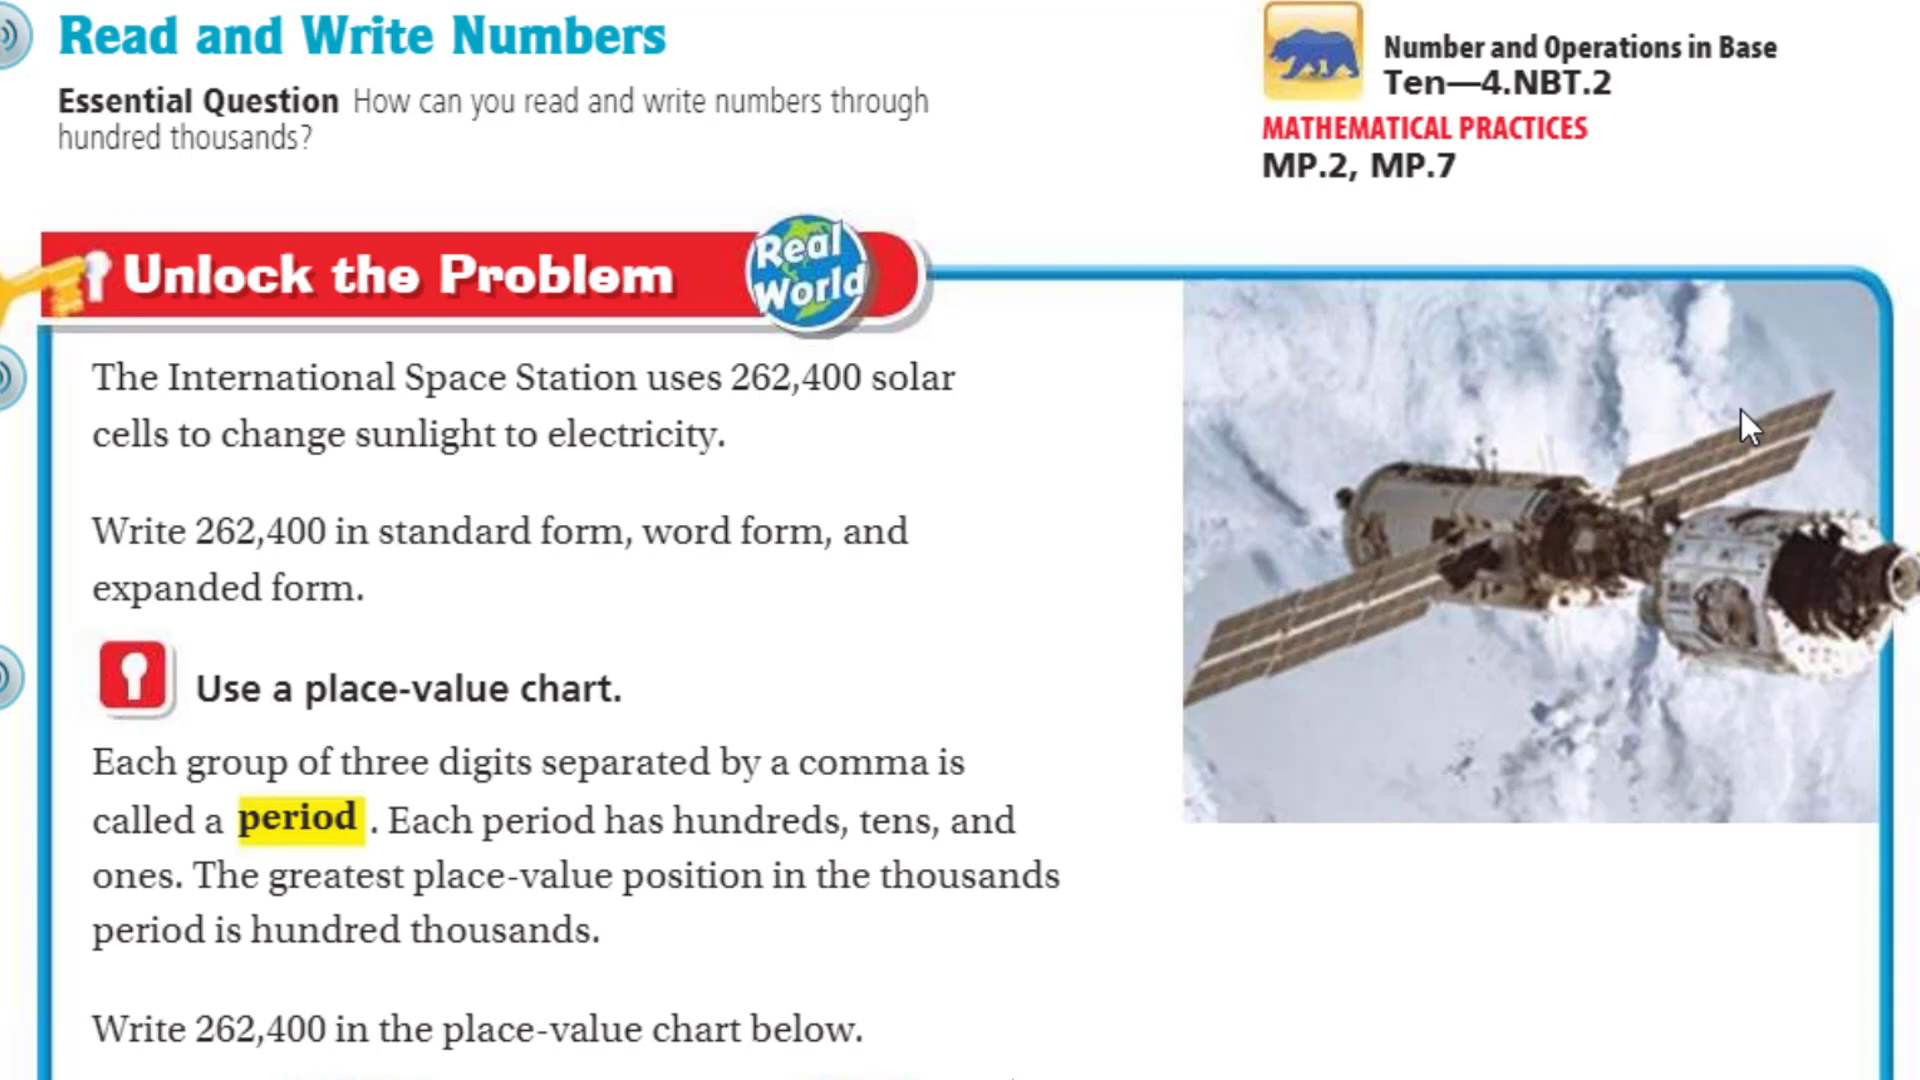 Read and Write Numbers
Essential Question How can you read and write numbers through
hundred thousands?
Number and Operations in Base
Ten—4.NBT.2
MATHEMATICAL PRACTICES
MP.2, MP.7
Unlock the Problem
Real
World
The International Space Station uses 262,400 solar
cells to change sunlight to electricity.
Write 262,400 in standard form, word form, and
expanded form.
Use a place-value chart.
Each group of three digits separated by a comma is
called a period . Each period has hundreds, tens, and
ones. The greatest place-value position in the thousands
period is hundred thousands.
Write 262,400 in the place-value chart below.